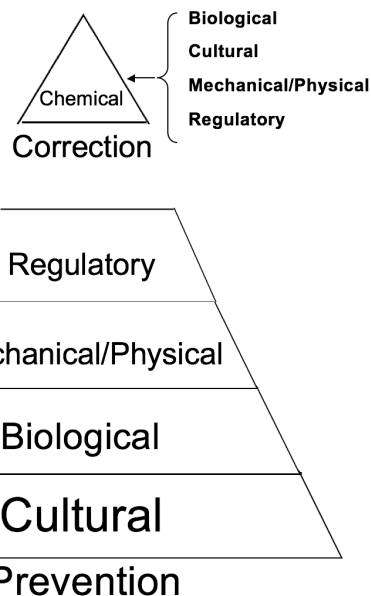 Biological
Cultural
Mechanical/Physical
Regulatory
Chemical
Correction
Regulatory
chanical/Physical
Biological
Cultural
Prevention